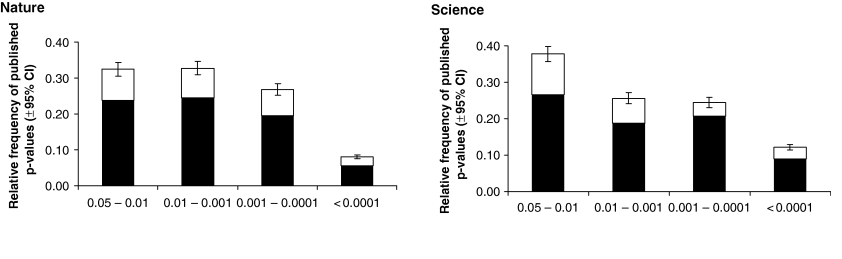 Nature
Relative frequency of published
p-values (±95% CI)
0.40
0.30
0.20
0.10
0.00
0.05 – 0.01
0.01 – 0.001
0.001 – 0.0001
<0.0001
Science
Relative frequency of published
p-values (±95% CI)
0.40
0.30
0.20
0.10
0.00
0.05 – 0.01
0.01 – 0.001
0.001 – 0.0001
<0.0001